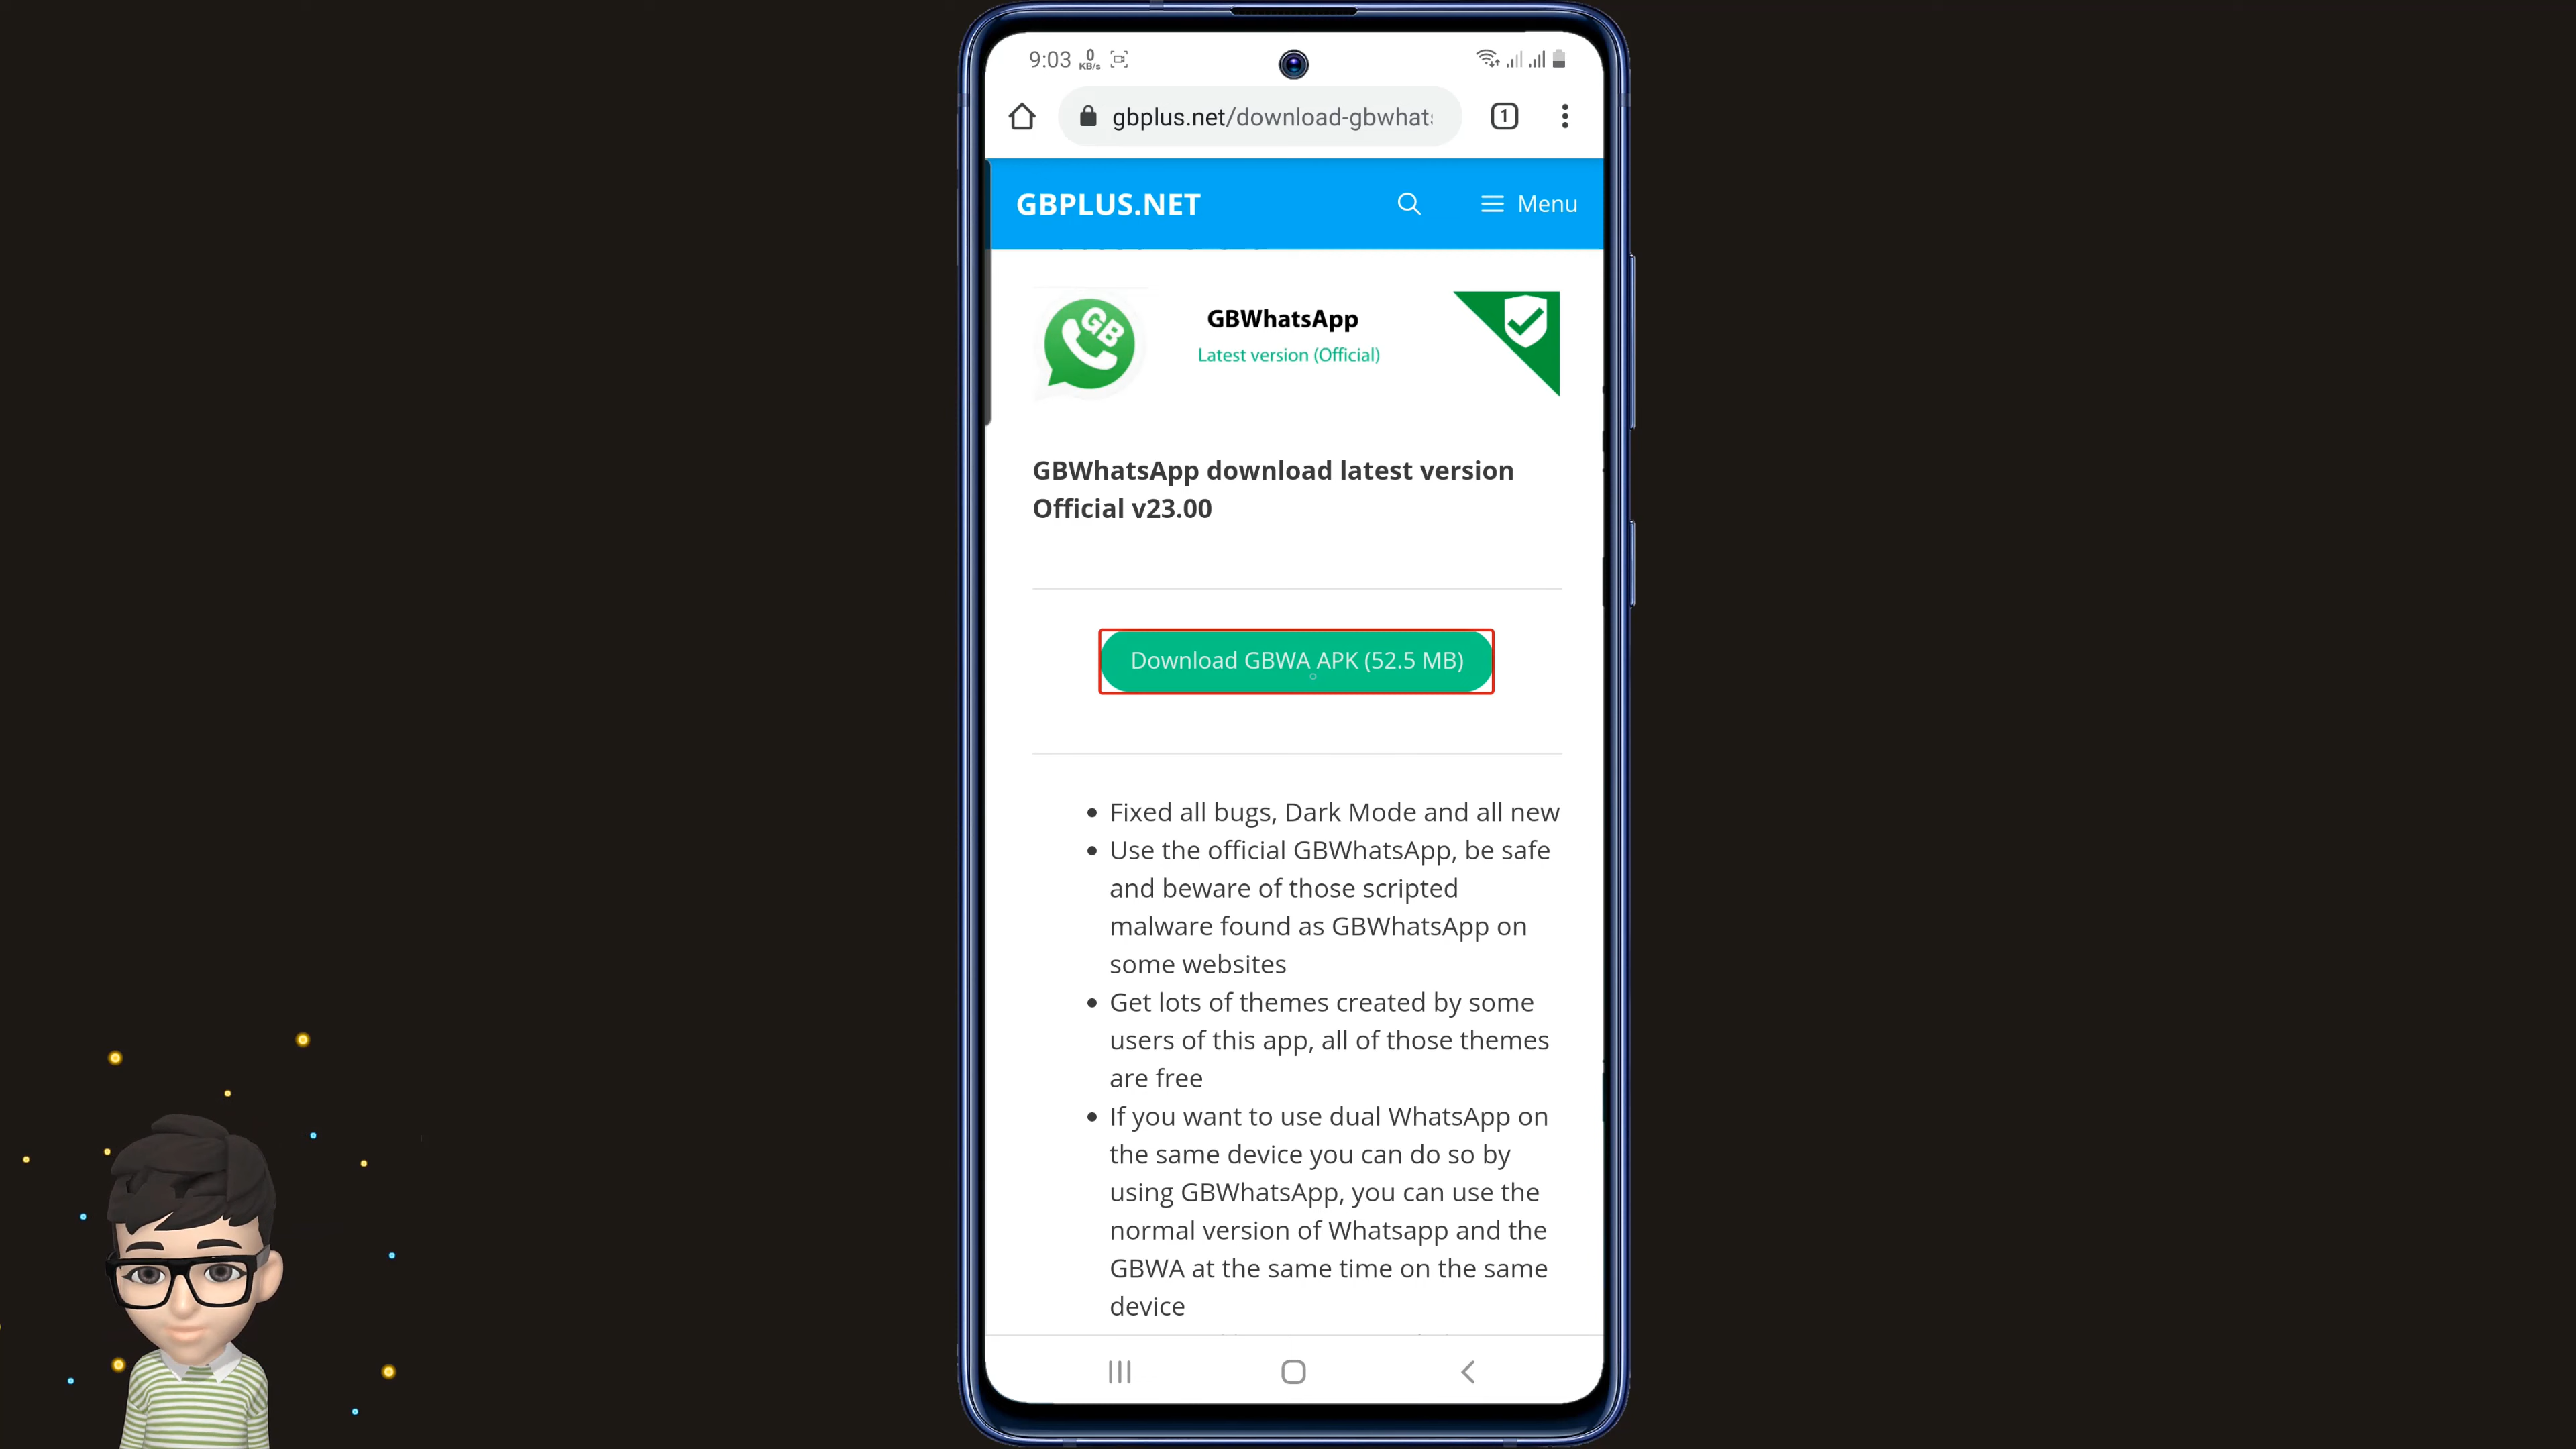 9:03 0 KB/s
gbplus.net/download-gbwhat
1
GBPLUS.NET
Menu
GB
GBWhatsApp
Latest version (Official)
GBWhatsApp download latest version
Official v23.00
Download GBWA APK (52.5 MB)
Fixed all bugs, Dark Mode and all new
Use the official GBWhatsApp, be safe
and beware of those scripted
malware found as GBWhatsApp on
some websites
Get lots of themes created by some
users of this app, all of those themes
are free
If you want to use dual WhatsApp on
the same device you can do so by
using GBWhatsApp, you can use the
normal version of Whatsapp and the
GBWA at the same time on the same
device